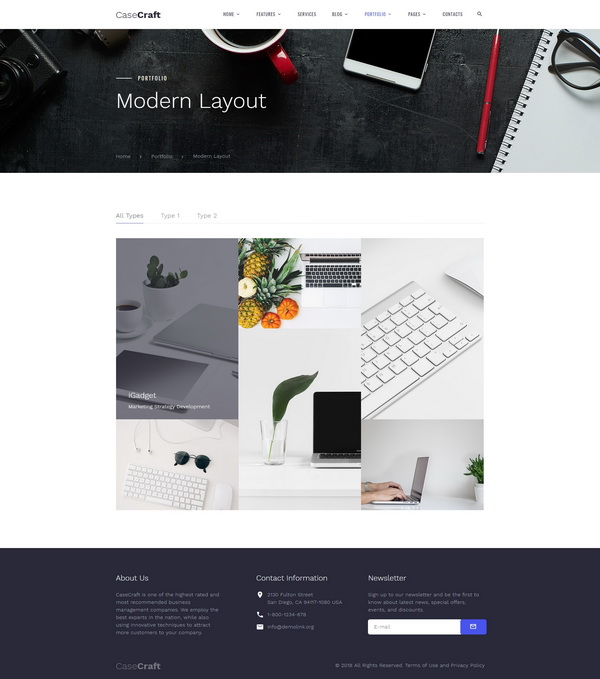 CaseCraft
HOME FEATURES SERVICES BLOG PORTFOLIO PAGES CONTACTS
PORTFOLIO
Modern Layout
Home > Portfolio > Modern Layout
All Types Type 1 Type 2
iGadget
Marketing Strategy Development
About Us
CaseCraft is one of the highest rated and
most recommended business
management companies. We employ the
best experts in the nation, while also
using innovative techniques to attract
more customers to your company.
Contact Information
2130 Fulton Street
San Diego, CA 94117-1080 USA
1-800-1234-678
info@demolink.org
Newsletter
Sign up to our newsletter and be the first to
know about latest news, special offers,
events, and discounts.
E-mail
CaseCraft
© 2018 All Rights Reserved. Terms of Use and Privacy Policy